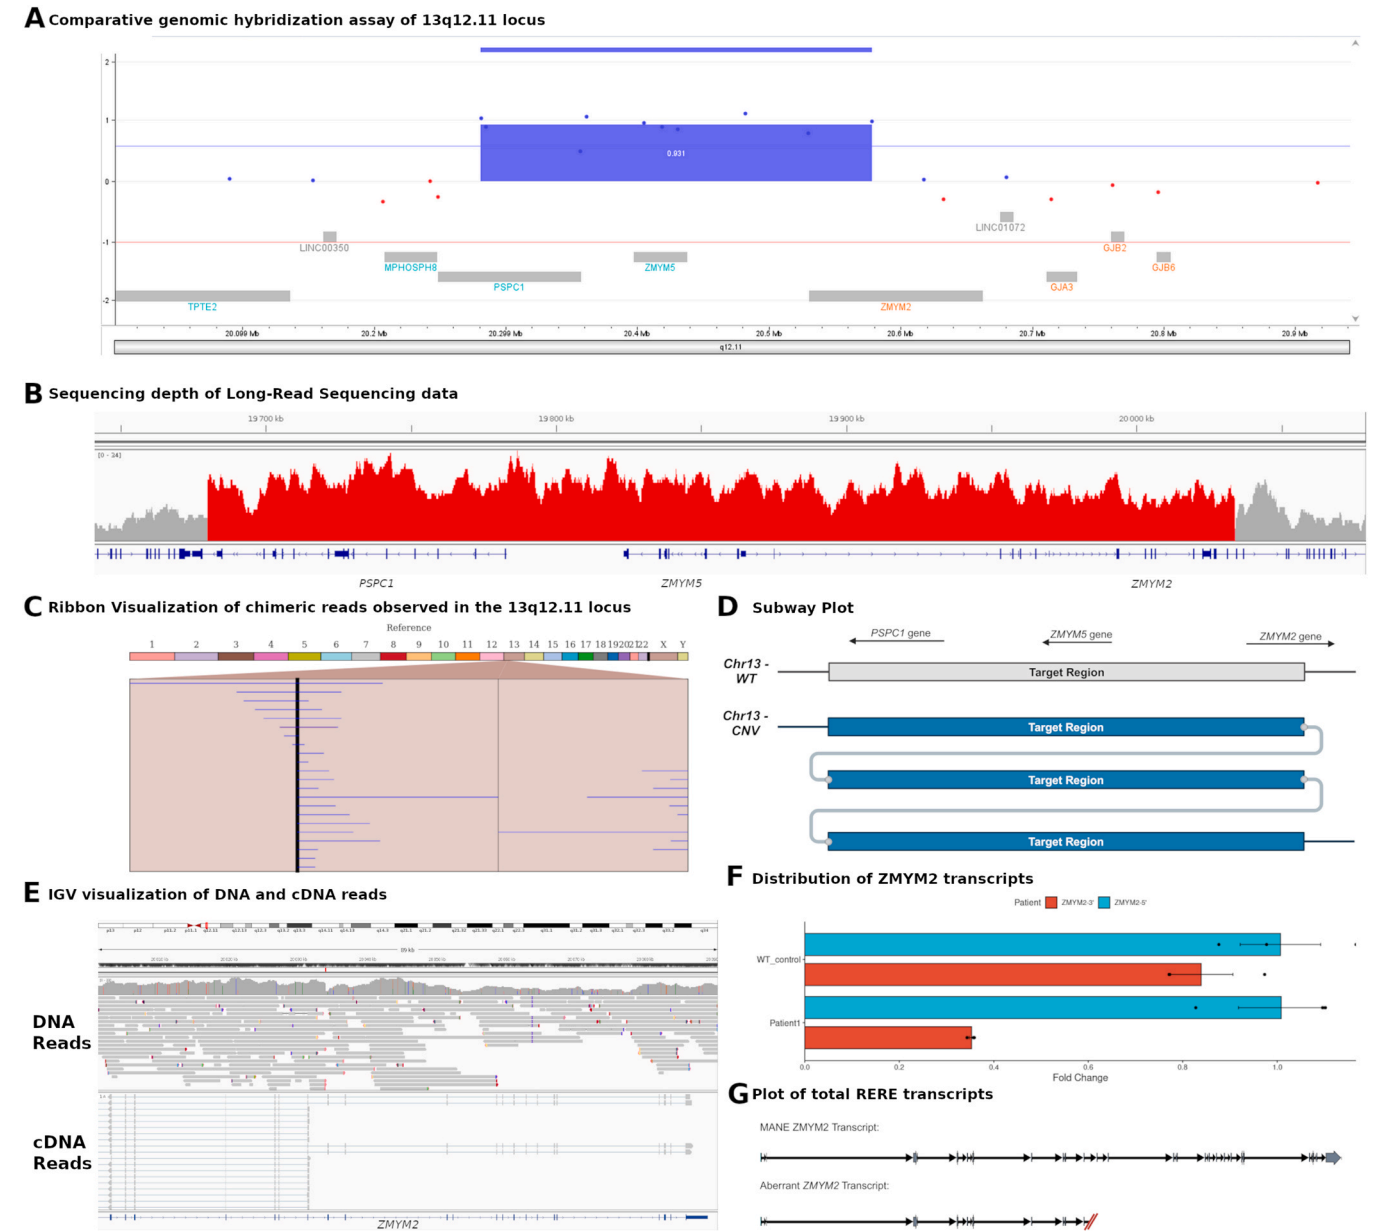 A Comparative genomic hybridization assay of 13q12.11 locus
2
1
0.931
0
LINC01072
LINC00350
-1
GJB2
MPHOSPH8
ZMYM5
GJB6
PSPC1
GJA3
-2
TPTE2
ZMYM2
20.099 Mb 20.2 Mb 20.299 Mb 20.4 Mb 20.5 Mb 20.6 Mb 20.7 Mb 20.8 Mb 20.9 Mb
q12.11
B Sequencing depth of Long-Read Sequencing data
19 700 kb 19 800 kb 19 900 kb 20 000 kb
[0 - 24]
PSPC1 ZMYM5 ZMYM2
C Ribbon Visualization of chimeric reads observed in the 13q12.11 locus
Reference
1 2 3 4 5 6 7 8 9 10 11 12 13 14 15 16 17 18 19 20 21 22 X Y
D Subway Plot
PSPC1 gene ZMYM5 gene ZMYM2 gene
Chr13 -
WT
Target Region
Chr13 -
CNV
Target Region
Target Region
Target Region
E IGV visualization of DNA and cDNA reads
89 kb
DNA
Reads
cDNA
Reads
ZMYM2
F Distribution of ZMYM2 transcripts
Patient ZMYM2-3' ZMYM2-5'
WT_control
Patient1
0.0 0.2 0.4 0.6 0.8 1.0
Fold Change
G Plot of total RERE transcripts
MANE ZMYM2 Transcript:
Aberrant ZMYM2 Transcript: